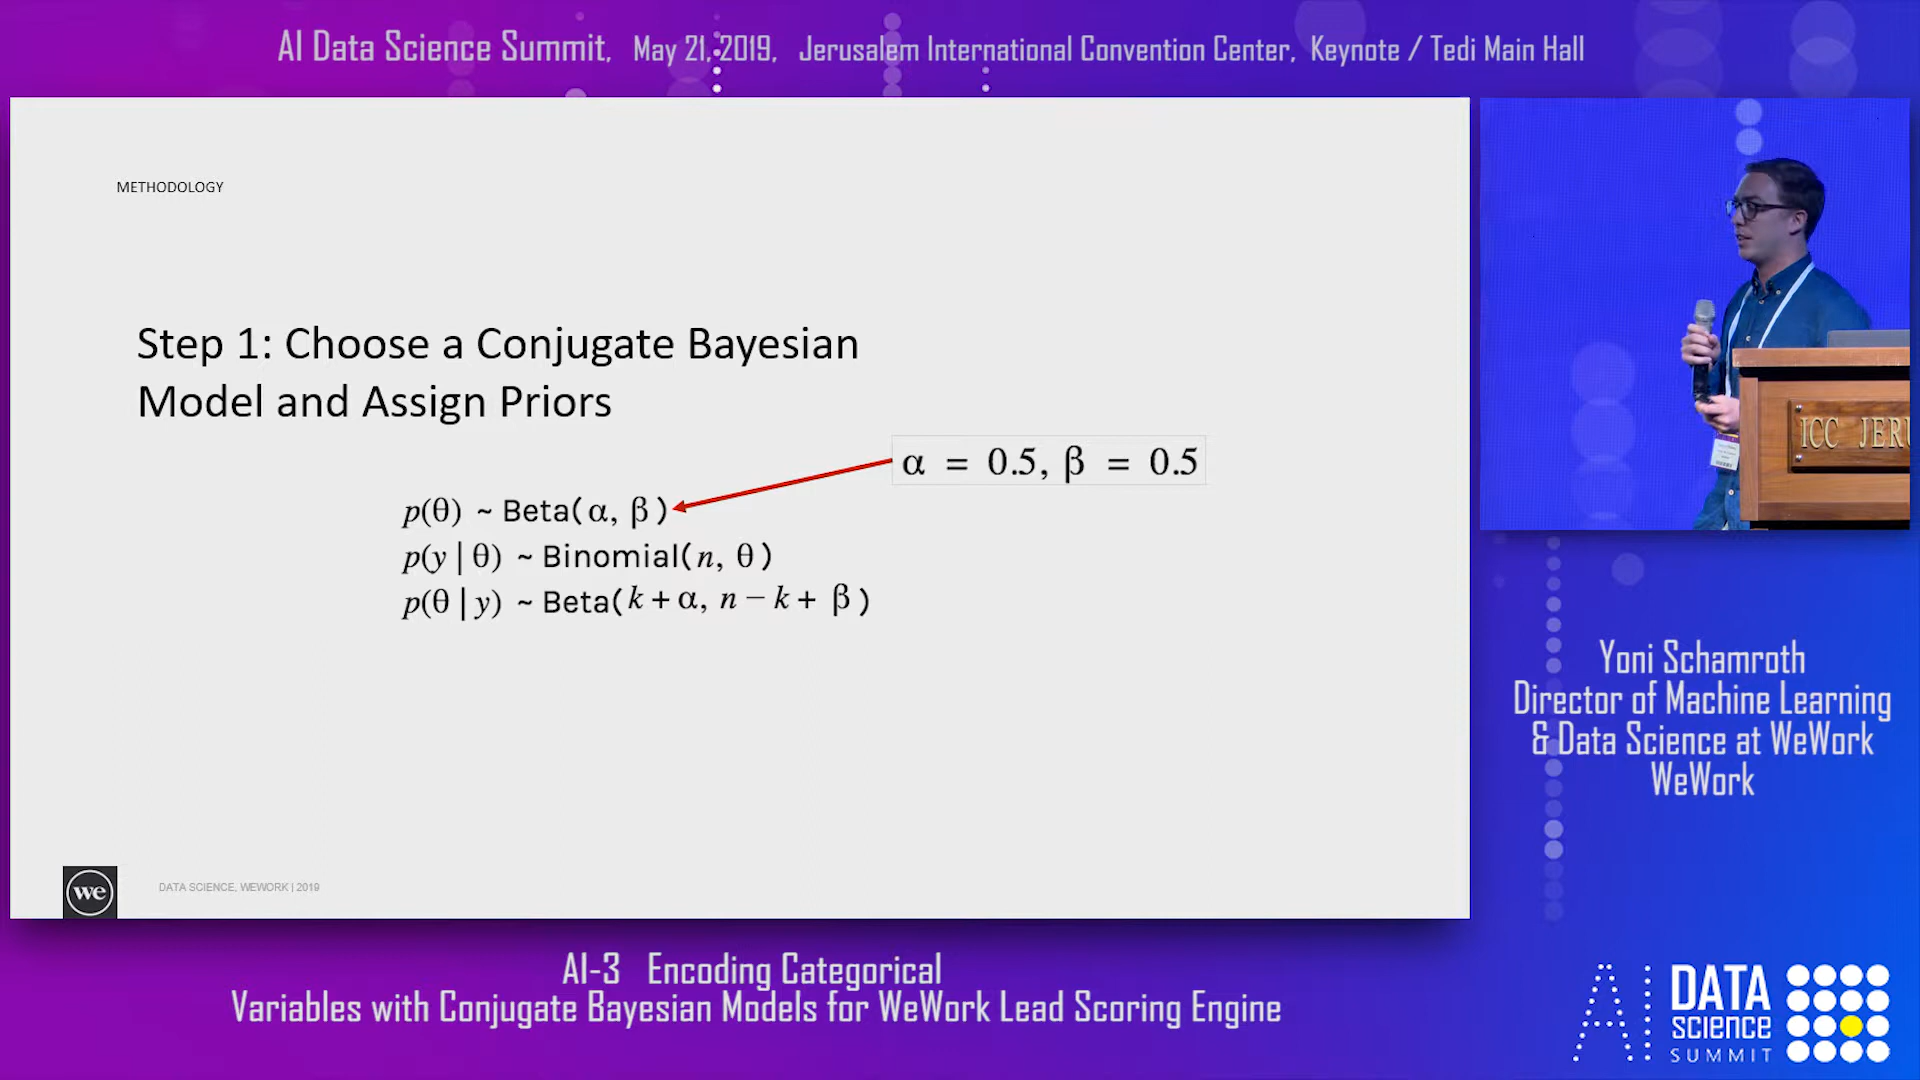 AI Data Science Summit, May 21, 2019, Jerusalem International Convention Center, Keynote / Tedi Main Hall
METHODOLOGY
Step 1: Choose a Conjugate Bayesian
Model and Assign Priors
α = 0.5, β = 0.5
p(θ) ~ Beta(α, β)
p(y | θ) ~ Binomial(n, θ)
p(θ | y) ~ Beta(k + α, n − k + β)
we
DATA SCIENCE, WEWORK | 2019
ICC JERU
Yoni Schamroth
Director of Machine Learning
& Data Science at WeWork
WeWork
AI-3 Encoding Categorical
Variables with Conjugate Bayesian Models for WeWork Lead Scoring Engine
AI DATA
SCIENCE
SUMMIT